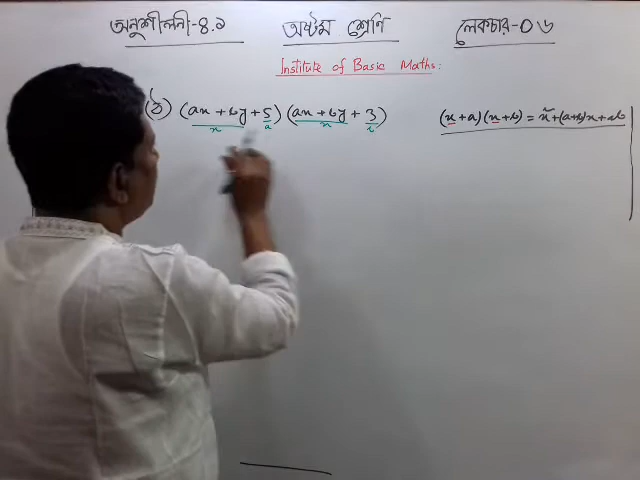 অনুশীলনী-৪.১ অষ্টম শ্রেণি লেকচার-০৬
Institute of Basic Maths:
(ঠ) (ax + by + 5) (ax + by + 3) (x + a) (x + b) = x² + (a+b)x + ab
x a x b